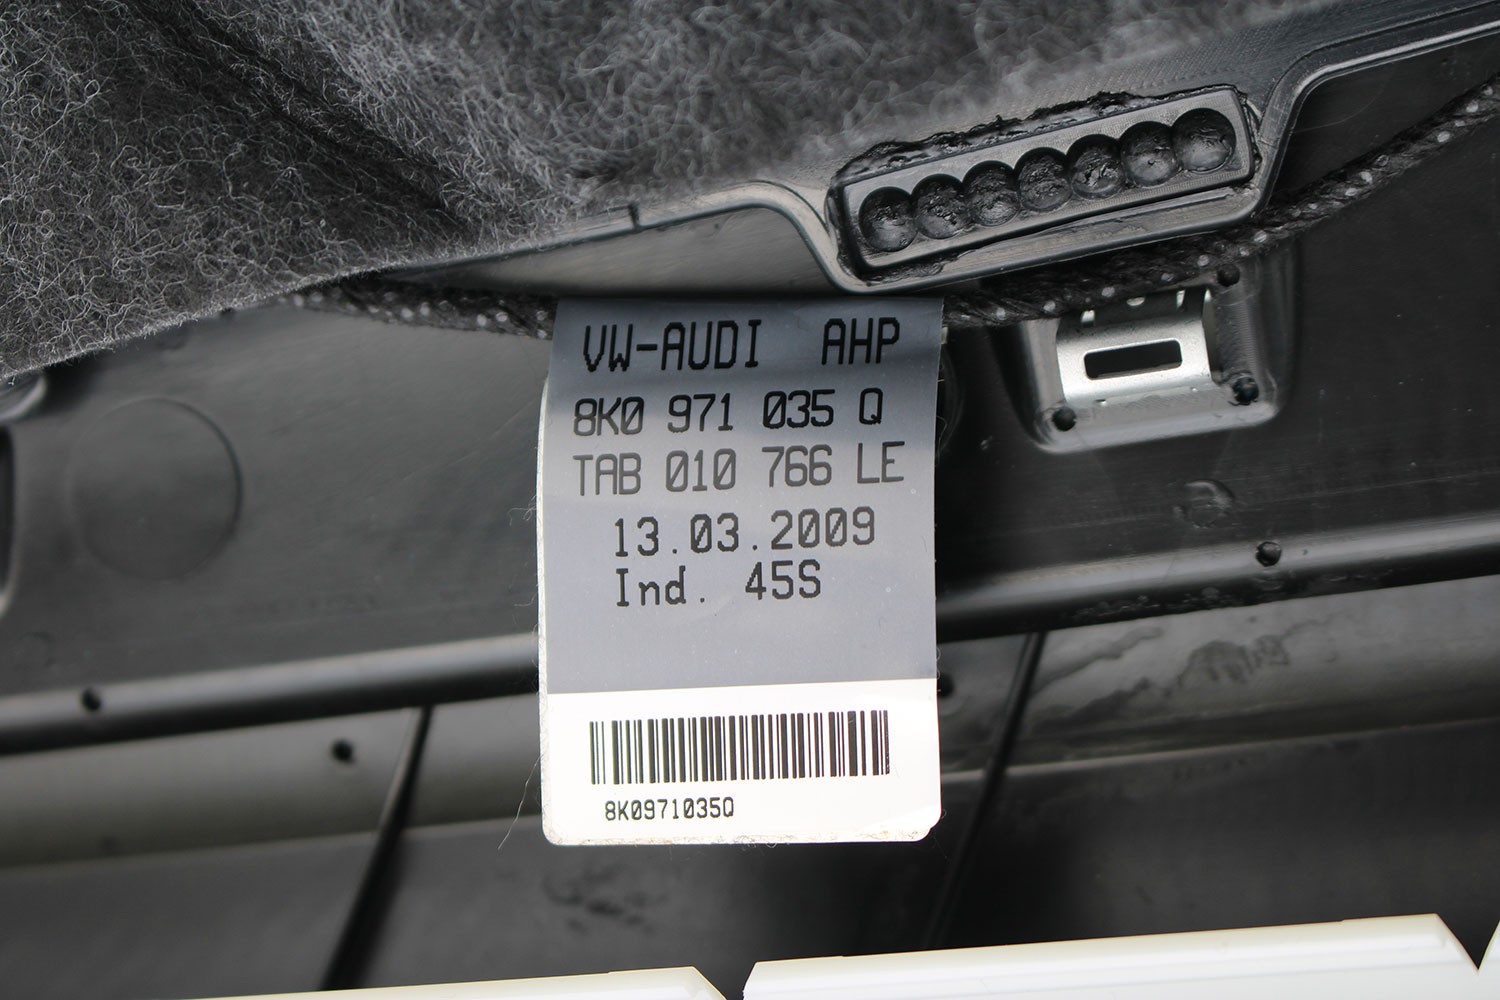 VW-AUDI AHP
8K0 971 035 Q
TAB 010 766 LE
13.03.2009
Ind. 45S
8K0971035Q